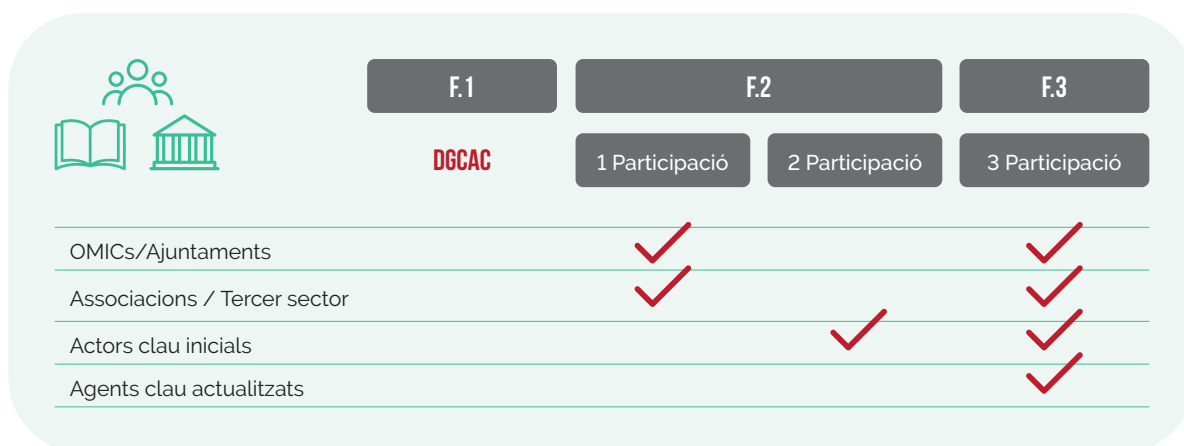 F.1
F.2
F.3
DGCAC
1 Participació
2 Participació
3 Participació
OMICs/Ajuntaments
Associacions / Tercer sector
Actors clau inicials
Agents clau actualitzats